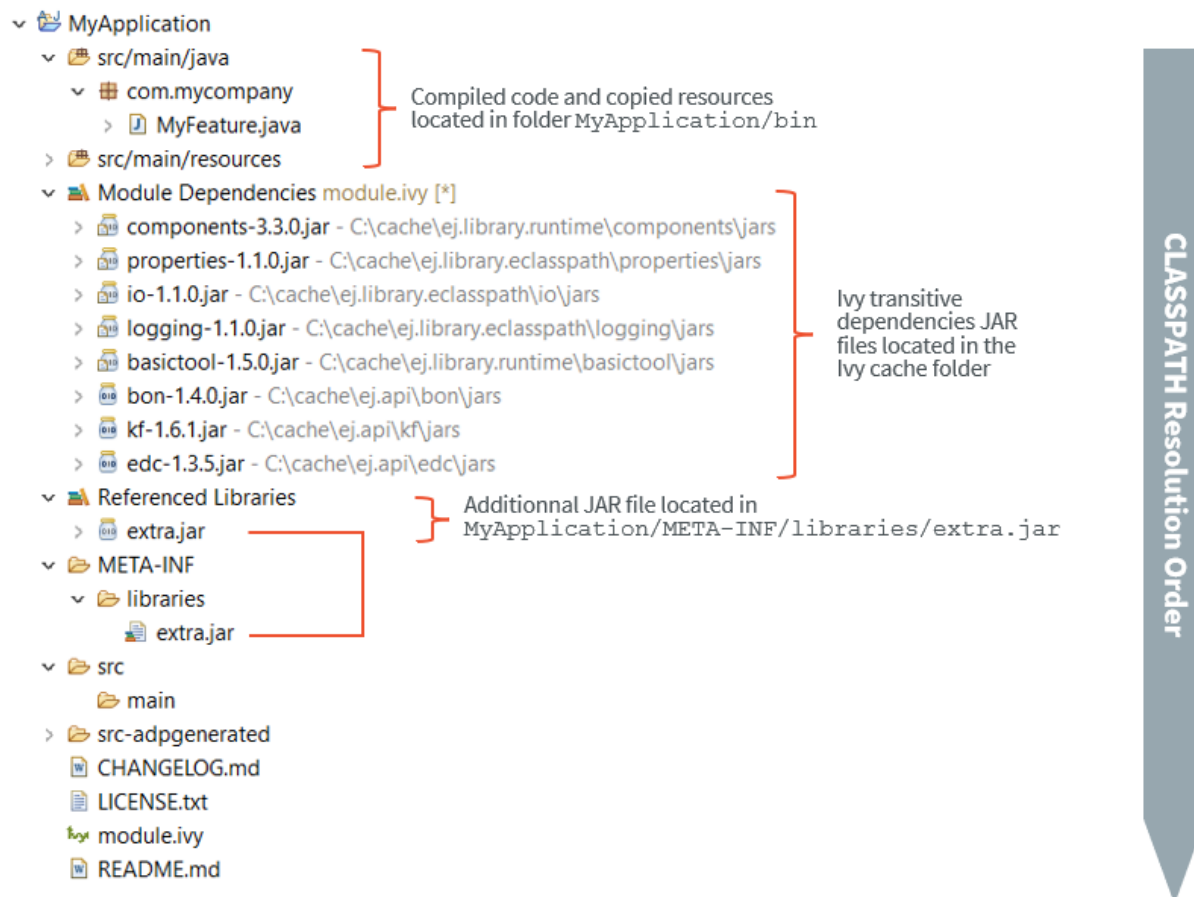 MyApplication
src/main/java
com.mycompany
MyFeature.java
src/main/resources
Compiled code and copied resources
located in folder MyApplication/bin
Module Dependencies module.ivy [*]
components-3.3.0.jar - C:\cache\ej.library.runtime\components\jars
properties-1.1.0.jar - C:\cache\ej.library.eclasspath\properties\jars
io-1.1.0.jar - C:\cache\ej.library.eclasspath\io\jars
logging-1.1.0.jar - C:\cache\ej.library.eclasspath\logging\jars
basictool-1.5.0.jar - C:\cache\ej.library.runtime\basictool\jars
bon-1.4.0.jar - C:\cache\ej.api\bon\jars
kf-1.6.1.jar - C:\cache\ej.api\kf\jars
edc-1.3.5.jar - C:\cache\ej.api\edc\jars
Ivy transitive
dependencies JAR
files located in the
Ivy cache folder
Referenced Libraries
extra.jar
Additionnal JAR file located in
MyApplication/META-INF/libraries/extra.jar
META-INF
libraries
extra.jar
src
main
src-adpgenerated
CHANGELOG.md
LICENSE.txt
module.ivy
README.md
CLASSPATH Resolution Order